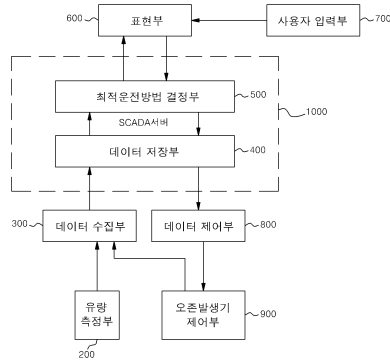 600
표현부
사용자 입력부
700
최적운전방법 결정부
500
SCADA서버
1000
데이터 저장부
400
300
데이터 수집부
데이터 제어부
800
유량
측정부
200
오존발생기
제어부
900